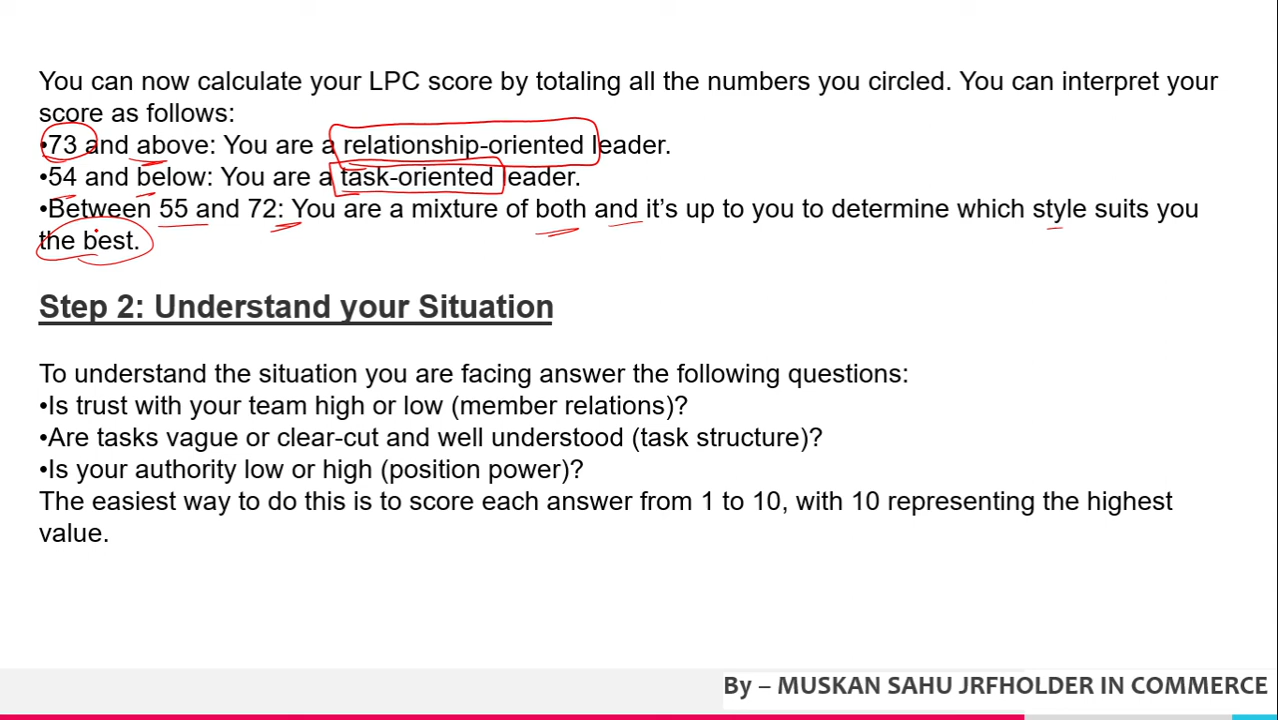 You can now calculate your LPC score by totaling all the numbers you circled. You can interpret your
score as follows:
•73 and above: You are a relationship-oriented leader.
•54 and below: You are a task-oriented leader.
•Between 55 and 72: You are a mixture of both and it’s up to you to determine which style suits you
the best.
Step 2: Understand your Situation
To understand the situation you are facing answer the following questions:
•Is trust with your team high or low (member relations)?
•Are tasks vague or clear-cut and well understood (task structure)?
•Is your authority low or high (position power)?
The easiest way to do this is to score each answer from 1 to 10, with 10 representing the highest
value.
By – MUSKAN SAHU JRFHOLDER IN COMMERCE